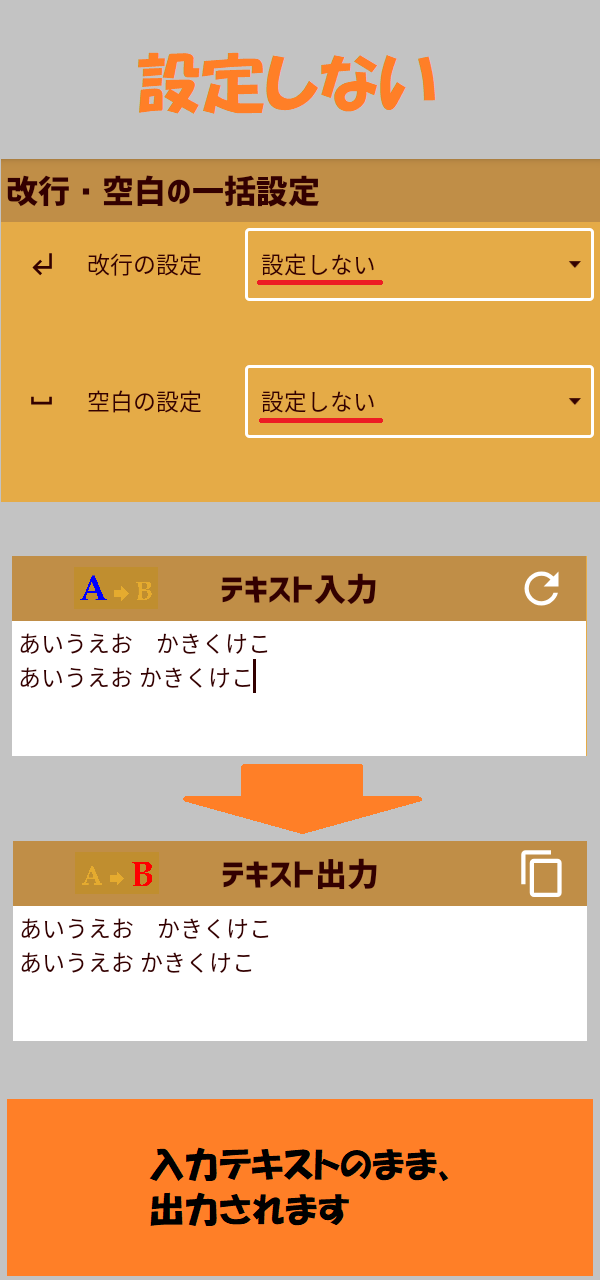 設定しない
改行・空白の一括設定
改行の設定 設定しない
空白の設定 設定しない
A B テキスト入力
あいうえお　かきくけこ
あいうえお かきくけこ
A B テキスト出力
あいうえお　かきくけこ
あいうえお かきくけこ
入力テキストのまま、
出力されます